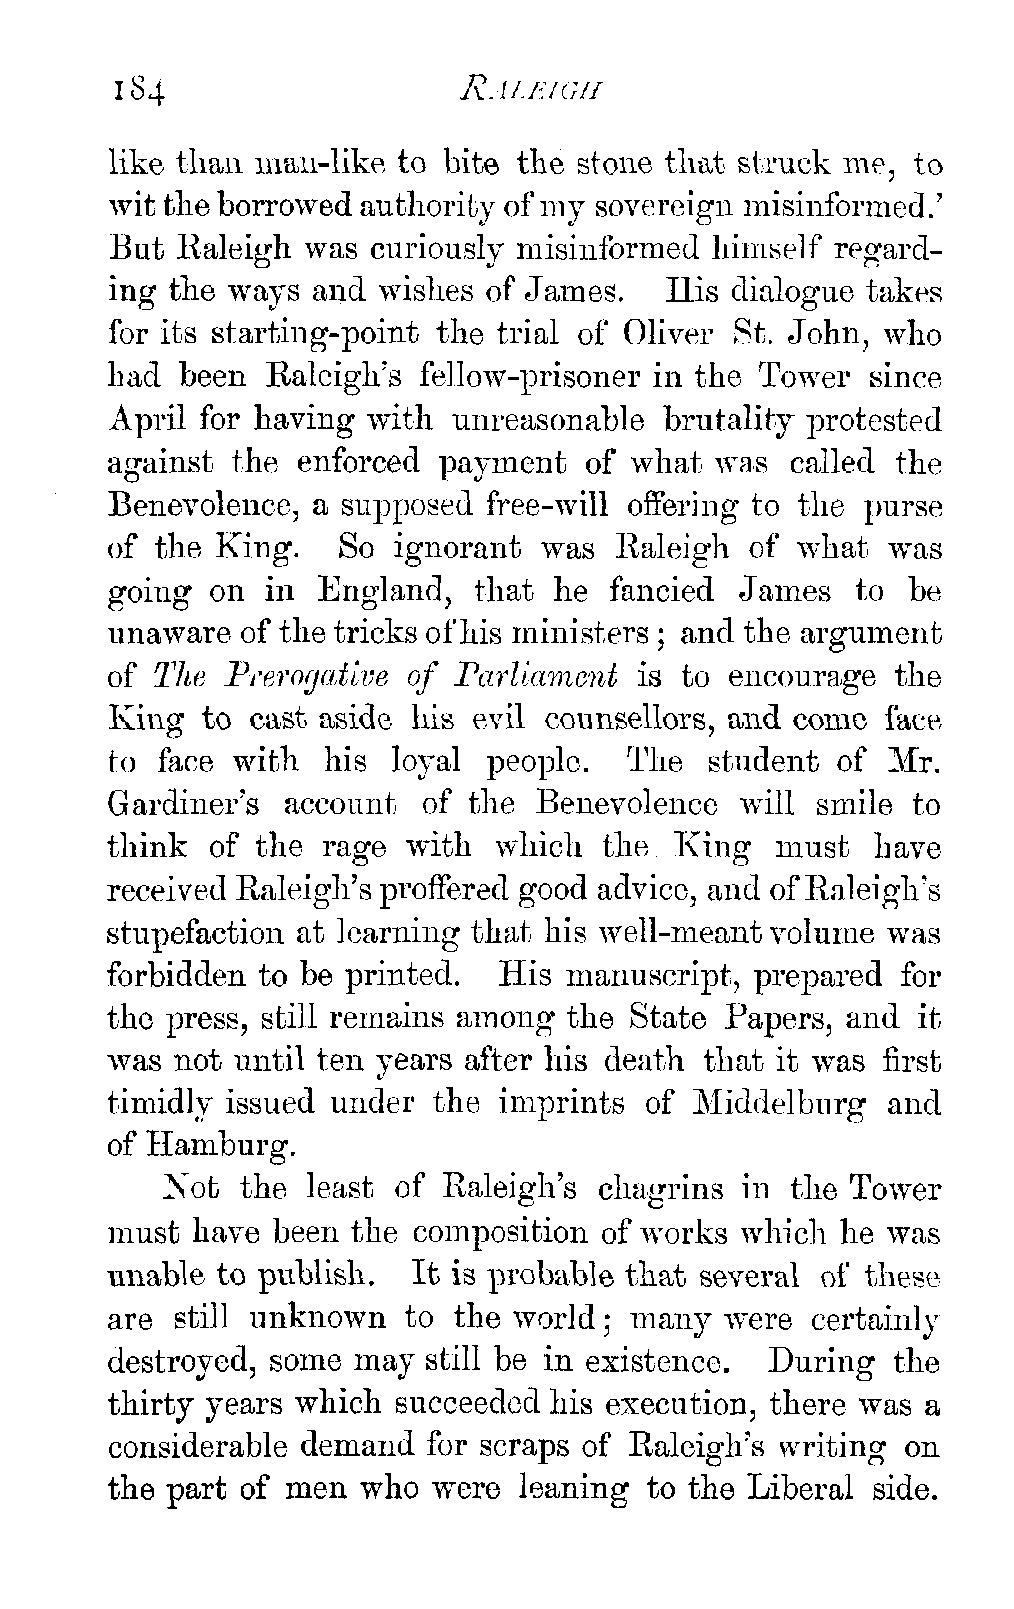 184 RALEIGH
like than man-like to bite the stone that struck me, to
wit the borrowed authority of my sovereign misinformed.'
But Raleigh was curiously misinformed himself regard-
ing the ways and wishes of James. His dialogue takes
for its starting-point the trial of Oliver St. John, who
had been Raleigh's fellow-prisoner in the Tower since
April for having with unreasonable brutality protested
against the enforced payment of what was called the
Benevolence, a supposed free-will offering to the purse
of the King. So ignorant was Raleigh of what was
going on in England, that he fancied James to be
unaware of the tricks of his ministers; and the argument
of The Prerogative of Parliament is to encourage the
King to cast aside his evil counsellors, and come face
to face with his loyal people. The student of Mr.
Gardiner's account of the Benevolence will smile to
think of the rage with which the King must have
received Raleigh's proffered good advice, and of Raleigh's
stupefaction at learning that his well-meant volume was
forbidden to be printed. His manuscript, prepared for
the press, still remains among the State Papers, and it
was not until ten years after his death that it was first
timidly issued under the imprints of Middelburg and
of Hamburg.
Not the least of Raleigh's chagrins in the Tower
must have been the composition of works which he was
unable to publish. It is probable that several of these
are still unknown to the world; many were certainly
destroyed, some may still be in existence. During the
thirty years which succeeded his execution, there was a
considerable demand for scraps of Raleigh's writing on
the part of men who were leaning to the Liberal side.